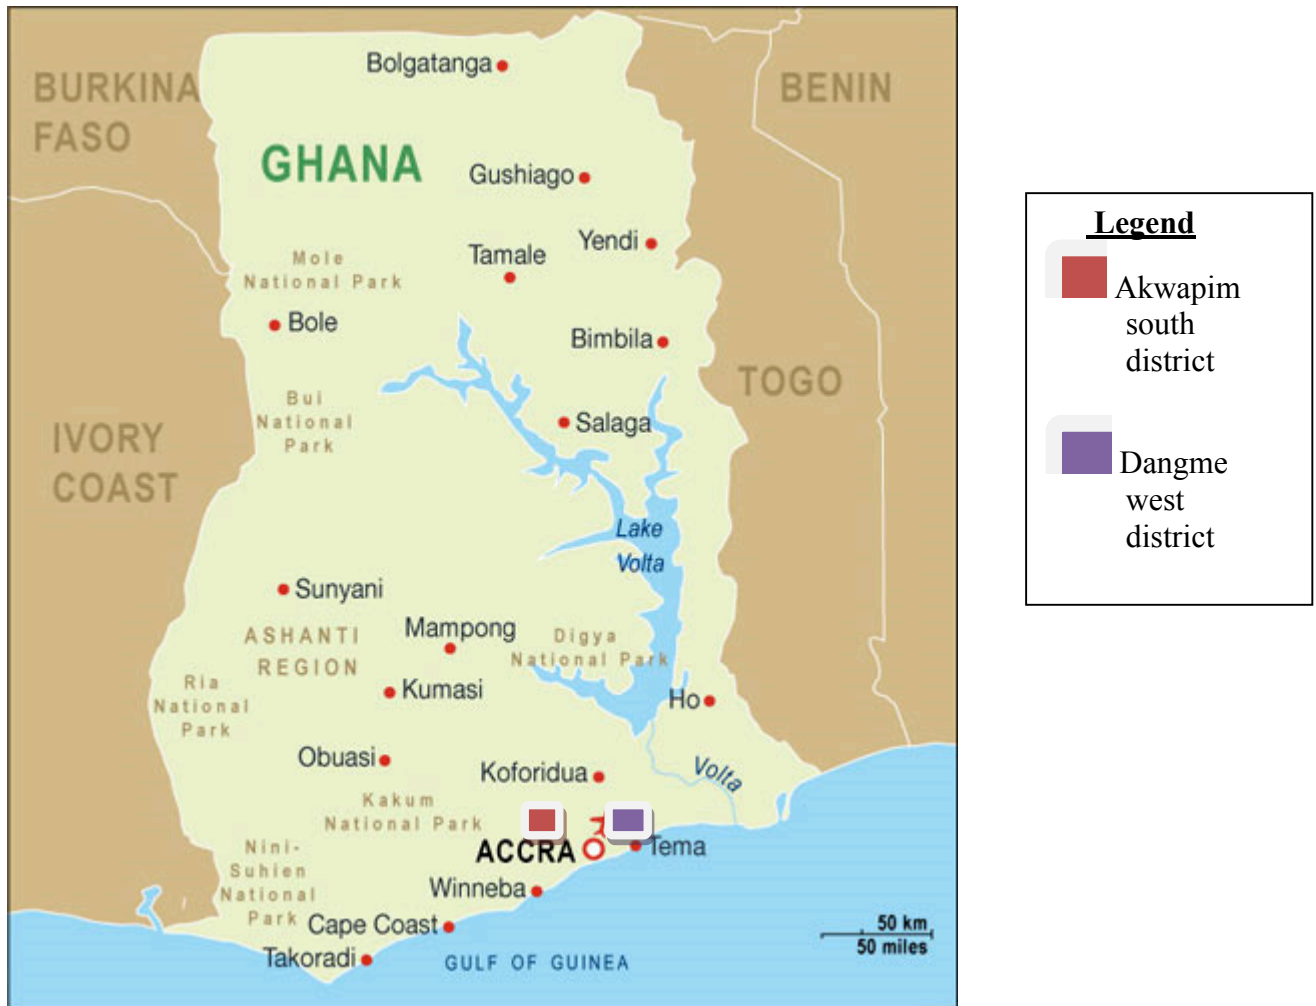 Bolgatanga
BURKINA
FASO
BENIN
GHANA
Gushiago
Yendi
Tamale
Mole
National Park
Bole
Bimbila
TOGO
Bui
National
Park
Salaga
IVORY
COAST
Lake
Volta
Sunyani
ASHANTI
REGION
Mampong
Digya
National Park
Ria
National
Park
Kumasi
Ho
Obuasi
Koforidua
Volta
Kakum
National Park
Nini-
Suhien
National
Park
ACCRA
Tema
Winneba
Cape Coast
Takoradi
GULF OF GUINEA
50 km
50 miles
Legend
Akwapim
south
district
Dangme
west
district